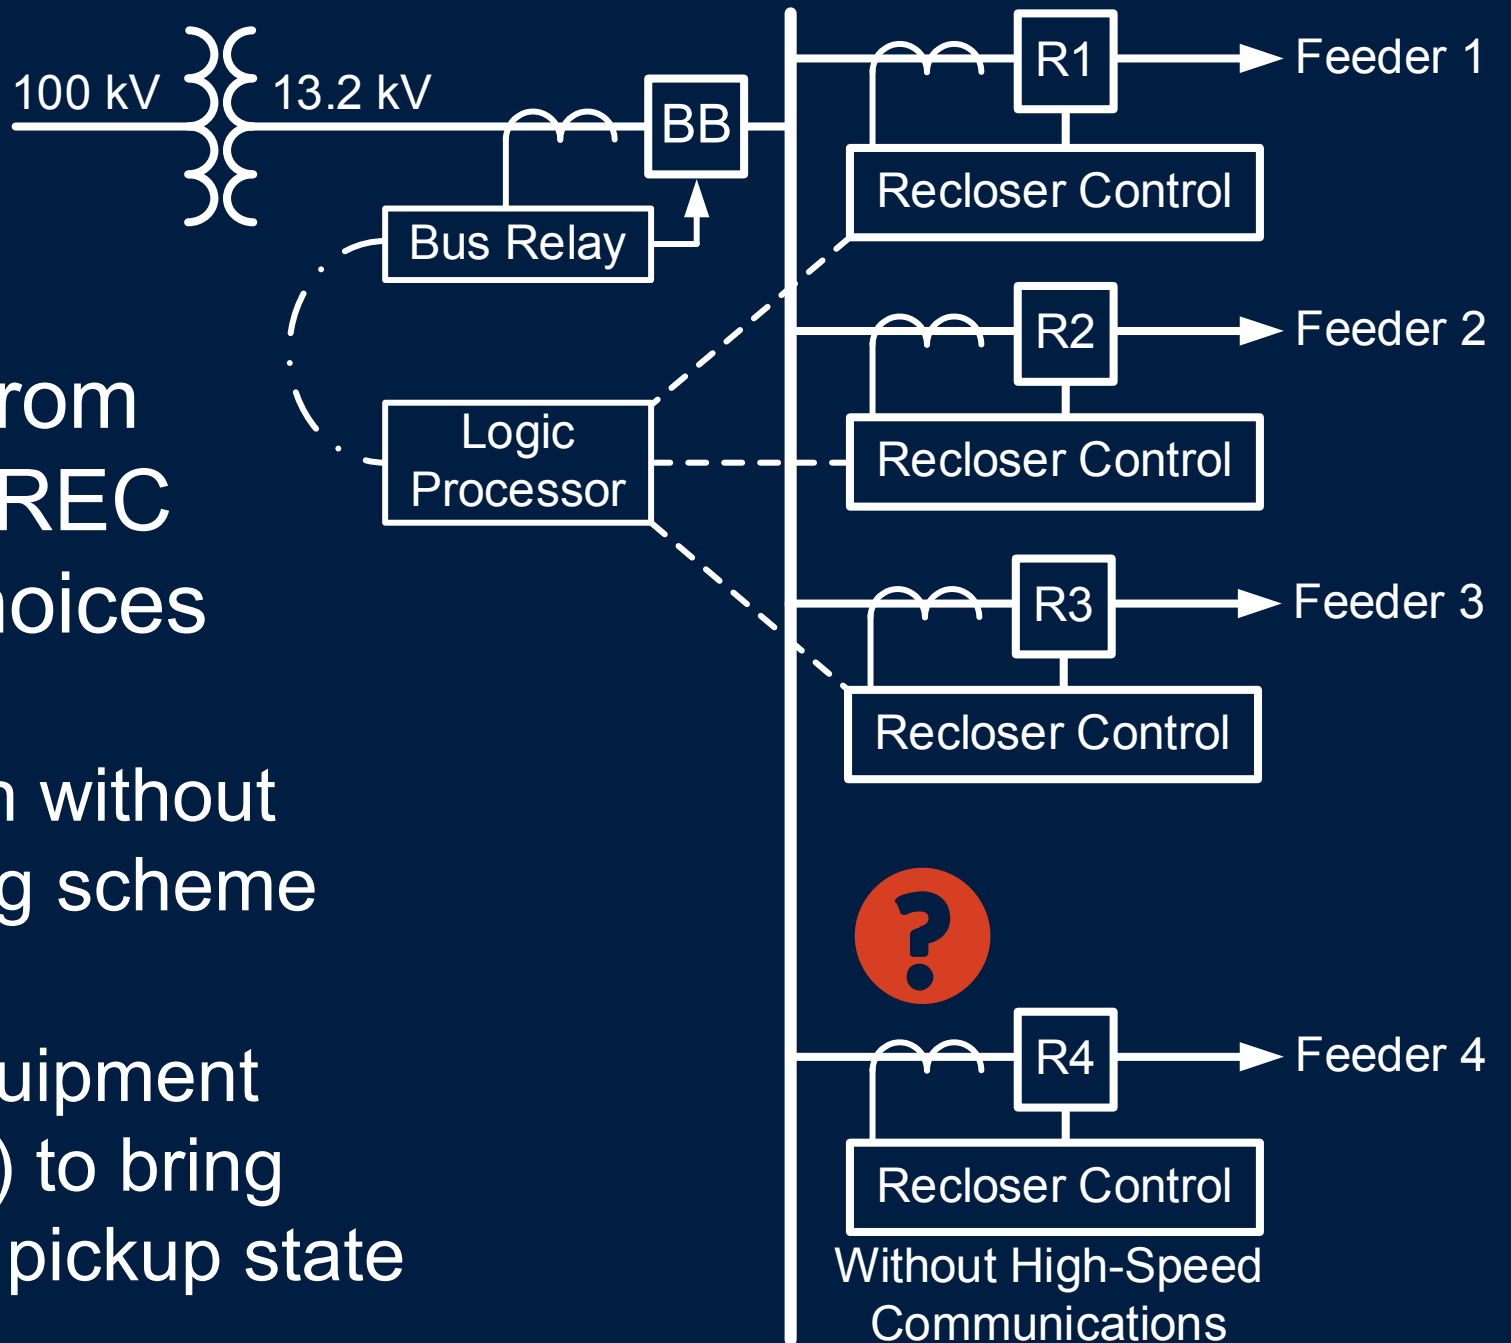 100 kV
13.2 kV
BB
Bus Relay
Logic
Processor
R1
Feeder 1
Recloser Control
R2
Feeder 2
Recloser Control
R3
Feeder 3
Recloser Control
?
R4
Feeder 4
Recloser Control
Without High-Speed
Communications
rom
REC
hoices
without
g scheme
uipment
) to bring
pickup state